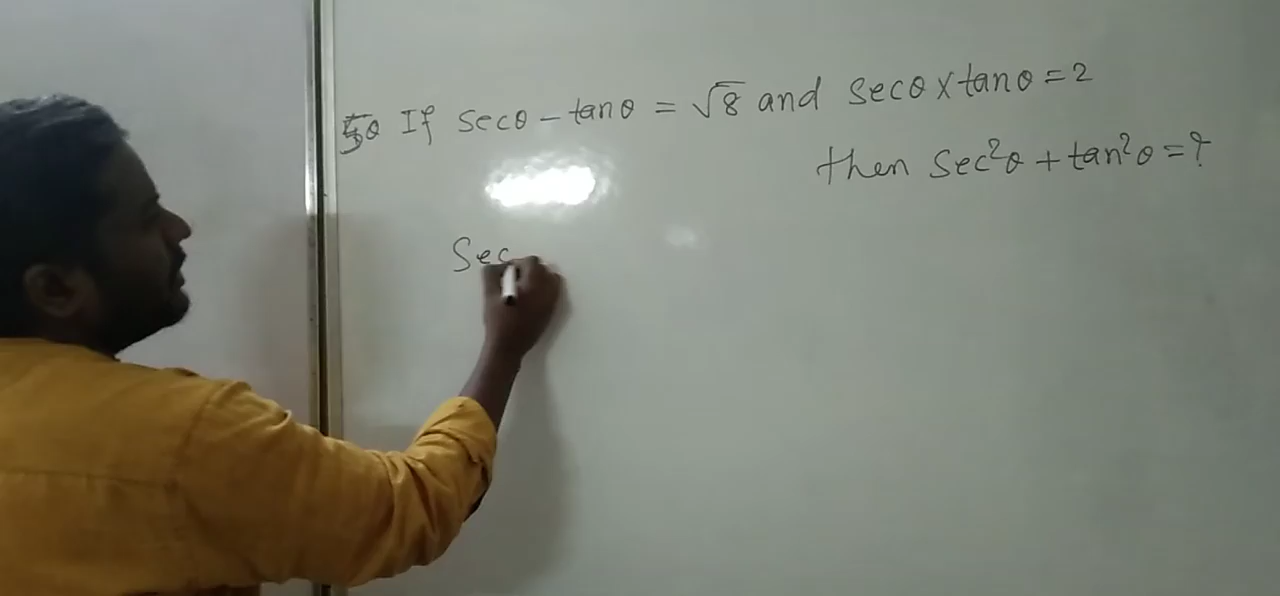 50 If secθ - tanθ = √8 and secθ x tanθ = 2
then sec²θ + tan²θ = ?
Sec